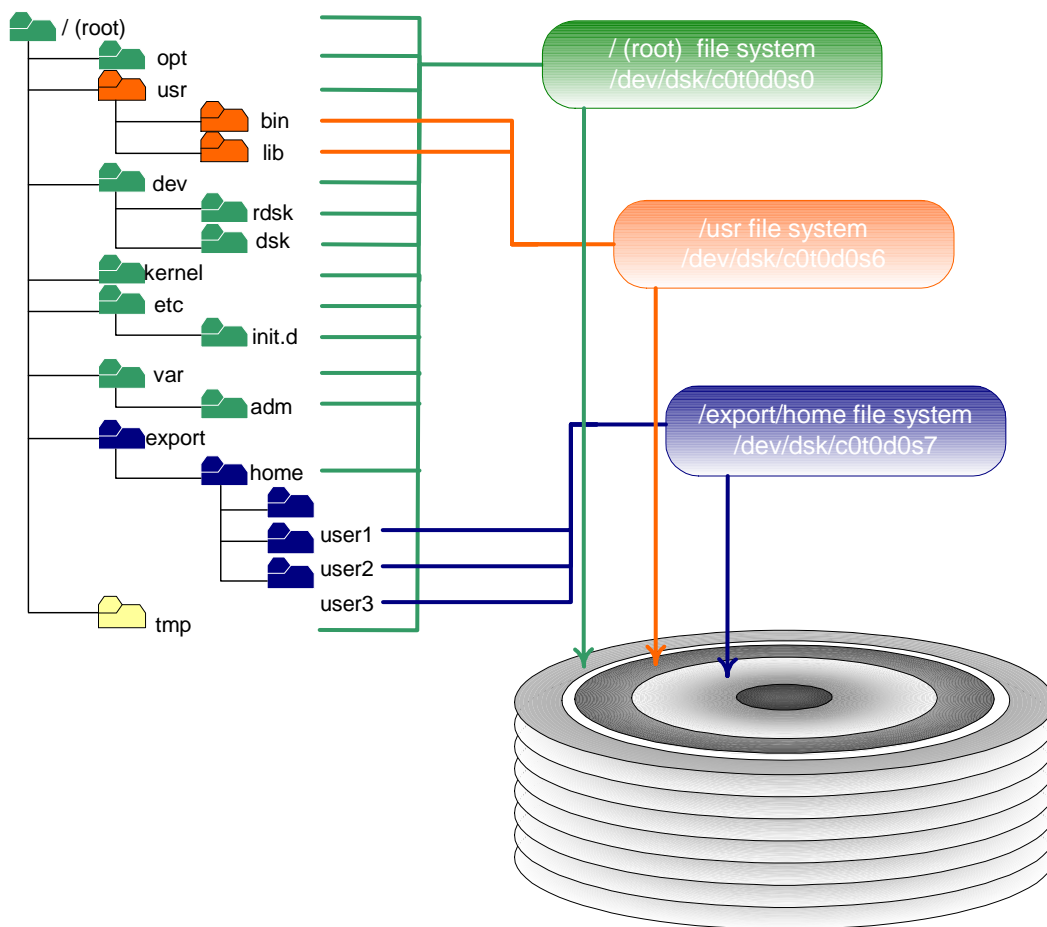 / (root)
opt
usr
bin
lib
dev
rdsk
dsk
kernel
etc
init.d
var
adm
export
home
user1
user2
user3
tmp
/ (root)  file system
/dev/dsk/c0t0d0s0
/usr file system
/dev/dsk/c0t0d0s6
/export/home file system
/dev/dsk/c0t0d0s7